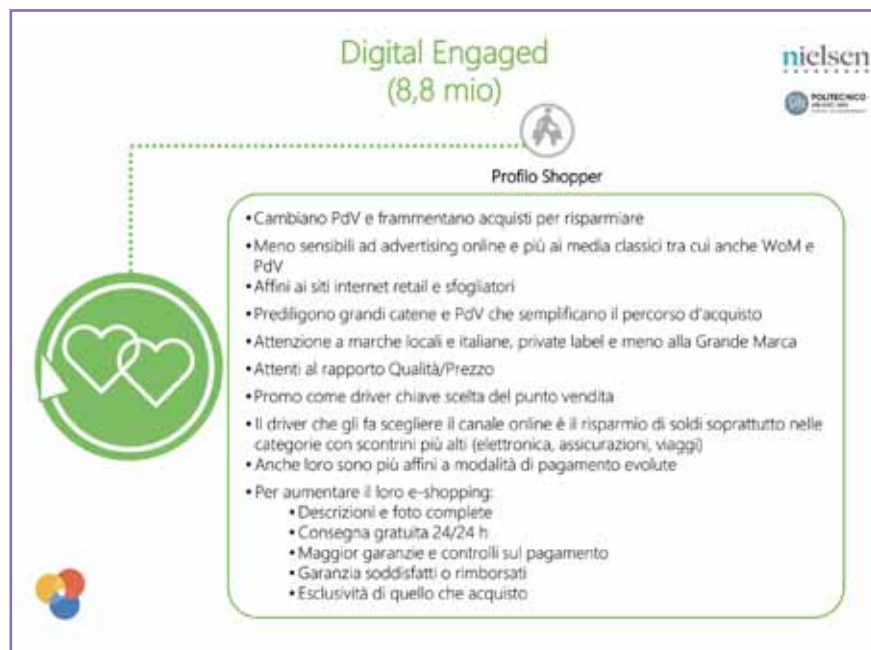 Digital Engaged
(8,8 mio)
nielsen
POLITECNICO
Profilo Shopper
• Cambiano PdV e frammentano acquisti per risparmiare
• Meno sensibili ad advertising online e più ai media classici tra cui anche WoM e
PdV
• Affini ai siti internet retail e sfogliatori
• Prediligono grandi catene e PdV che semplificano il percorso d'acquisto
• Attenzione a marche locali e italiane, private label e meno alla Grande Marca
• Attenti al rapporto Qualità/Prezzo
• Promo come driver chiave scelta del punto vendita
• Il driver che gli fa scegliere il canale online è il risparmio di soldi soprattutto nelle
categorie con scontrini più alti (elettronica, assicurazioni, viaggi)
• Anche loro sono più affini a modalità di pagamento evolute
• Per aumentare il loro e-shopping:
• Descrizioni e foto complete
• Consegna gratuita 24/24 h
• Maggior garanzie e controlli sul pagamento
• Garanzia soddisfatti o rimborsati
• Esclusività di quello che acquisto